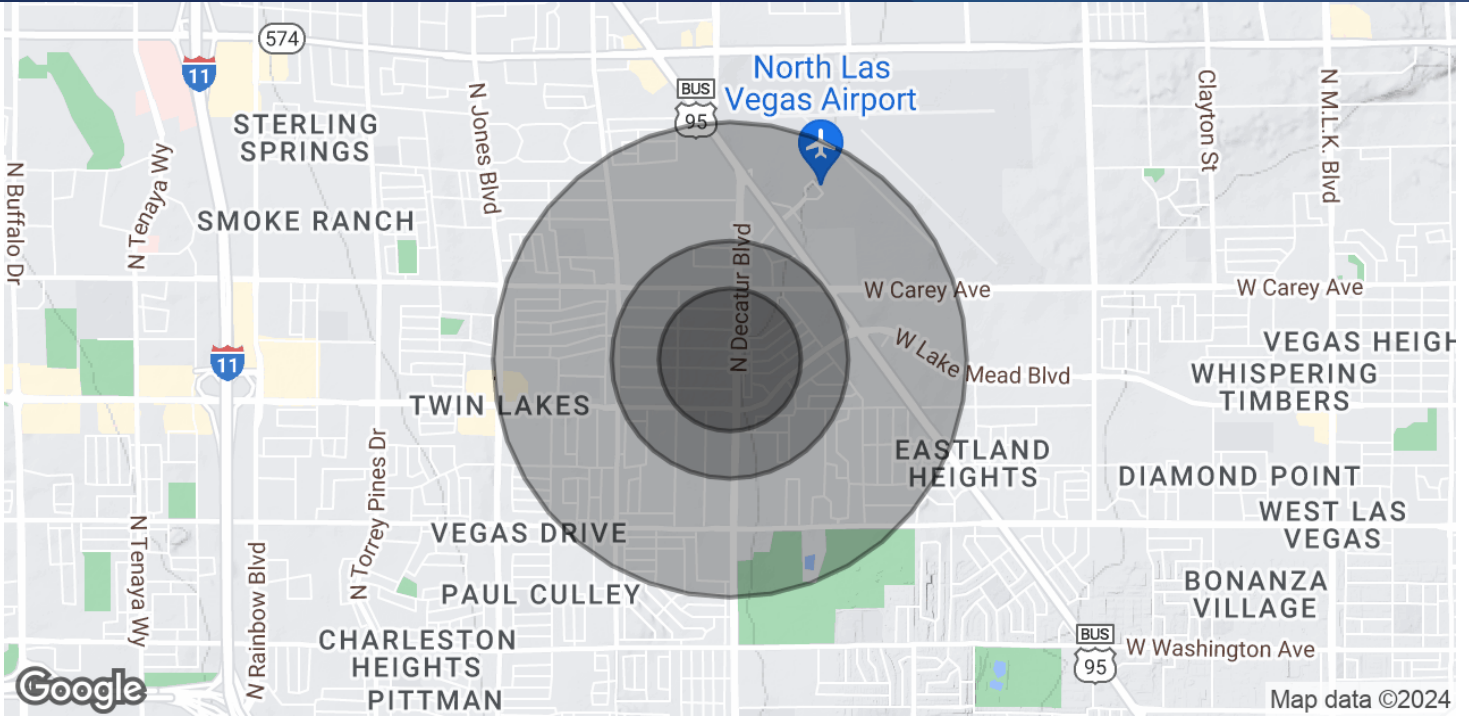 574
11
BUS
95
North Las
Vegas Airport
Clayton St
N M.L.K. Blvd
N Jones Blvd
STERLING
SPRINGS
N Tenaya Wy
N Buffalo Dr
SMOKE RANCH
N Decatur Blvd
W Carey Ave
W Carey Ave
W Lake Mead Blvd
VEGAS HEIGH
WHISPERING
TIMBERS
11
TWIN LAKES
N Torrey Pines Dr
EASTLAND
HEIGHTS
DIAMOND POINT
WEST LAS
VEGAS
VEGAS DRIVE
N Tenaya Wy
N Rainbow Blvd
PAUL CULLEY
BONANZA
VILLAGE
CHARLESTON
HEIGHTS
BUS
95
W Washington Ave
PITTMAN
Google
Map data ©2024